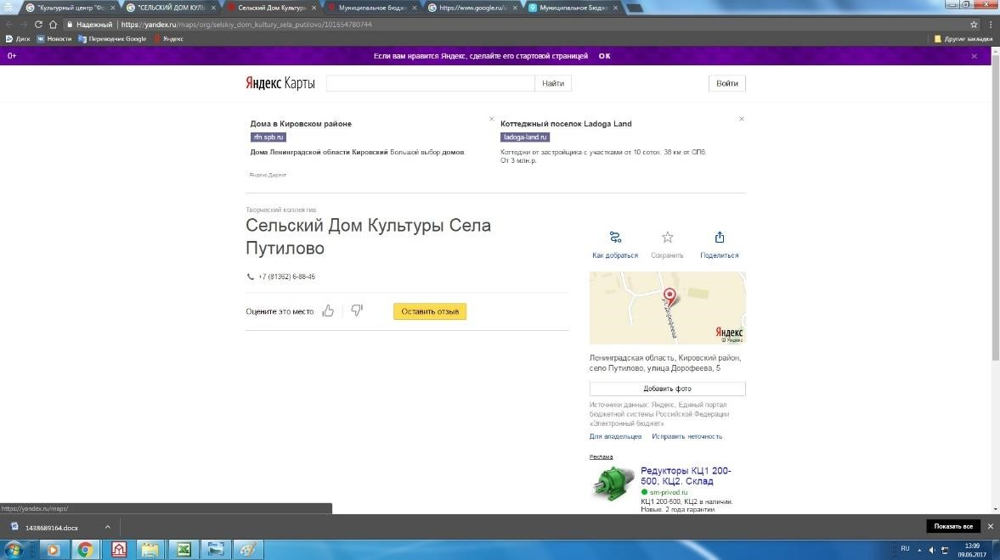 "Культурный центр "Фо
"СЕЛЬСКИЙ ДОМ КУЛЬ
Сельский Дом Культуры
Муниципальное бюдже
https://www.google.ru/u
Муниципальное Бюдже
Надежный
https://yandex.ru/maps/org/selskiy_dom_kultury_sela_putilovo/101654780744
Диск
Новости
Переводчик Google
Яндекс
Другие закладки
0+
Если вам нравится Яндекс, сделайте его стартовой страницей
ОК
Яндекс Карты
Найти
Войти
Дома в Кировском районе
rfn.spb.ru
Дома Ленинградской области Кировский Большой выбор домов.
Яндекс.Директ
Коттеджный поселок Ladoga Land
ladoga-land.ru
Коттеджи от застройщика с участками от 10 соток. 38 км от СПб.
От 3 млн.р.
Творческий коллектив
Сельский Дом Культуры Села
Путилово
+7 (81362) 6-88-45
Оцените это место
Оставить отзыв
Как добраться
Сохранить
Поделиться
ул. Дорофеева
Яндекс
© Яндекс
Ленинградская область, Кировский район,
село Путилово, улица Дорофеева, 5
Добавить фото
Источники данных: Яндекс, Единый портал
бюджетной системы Российской Федерации
«Электронный бюджет»
Для владельцев
Исправить неточность
Реклама
Редукторы КЦ1 200-
500, КЦ2. Склад
sm-privod.ru
КЦ1 200-500, КЦ2 в наличии.
Новые. 2 года гарантии.
https://yandex.ru/maps/
1438689164.docx
Показать все
RU
13:09
09.06.2017